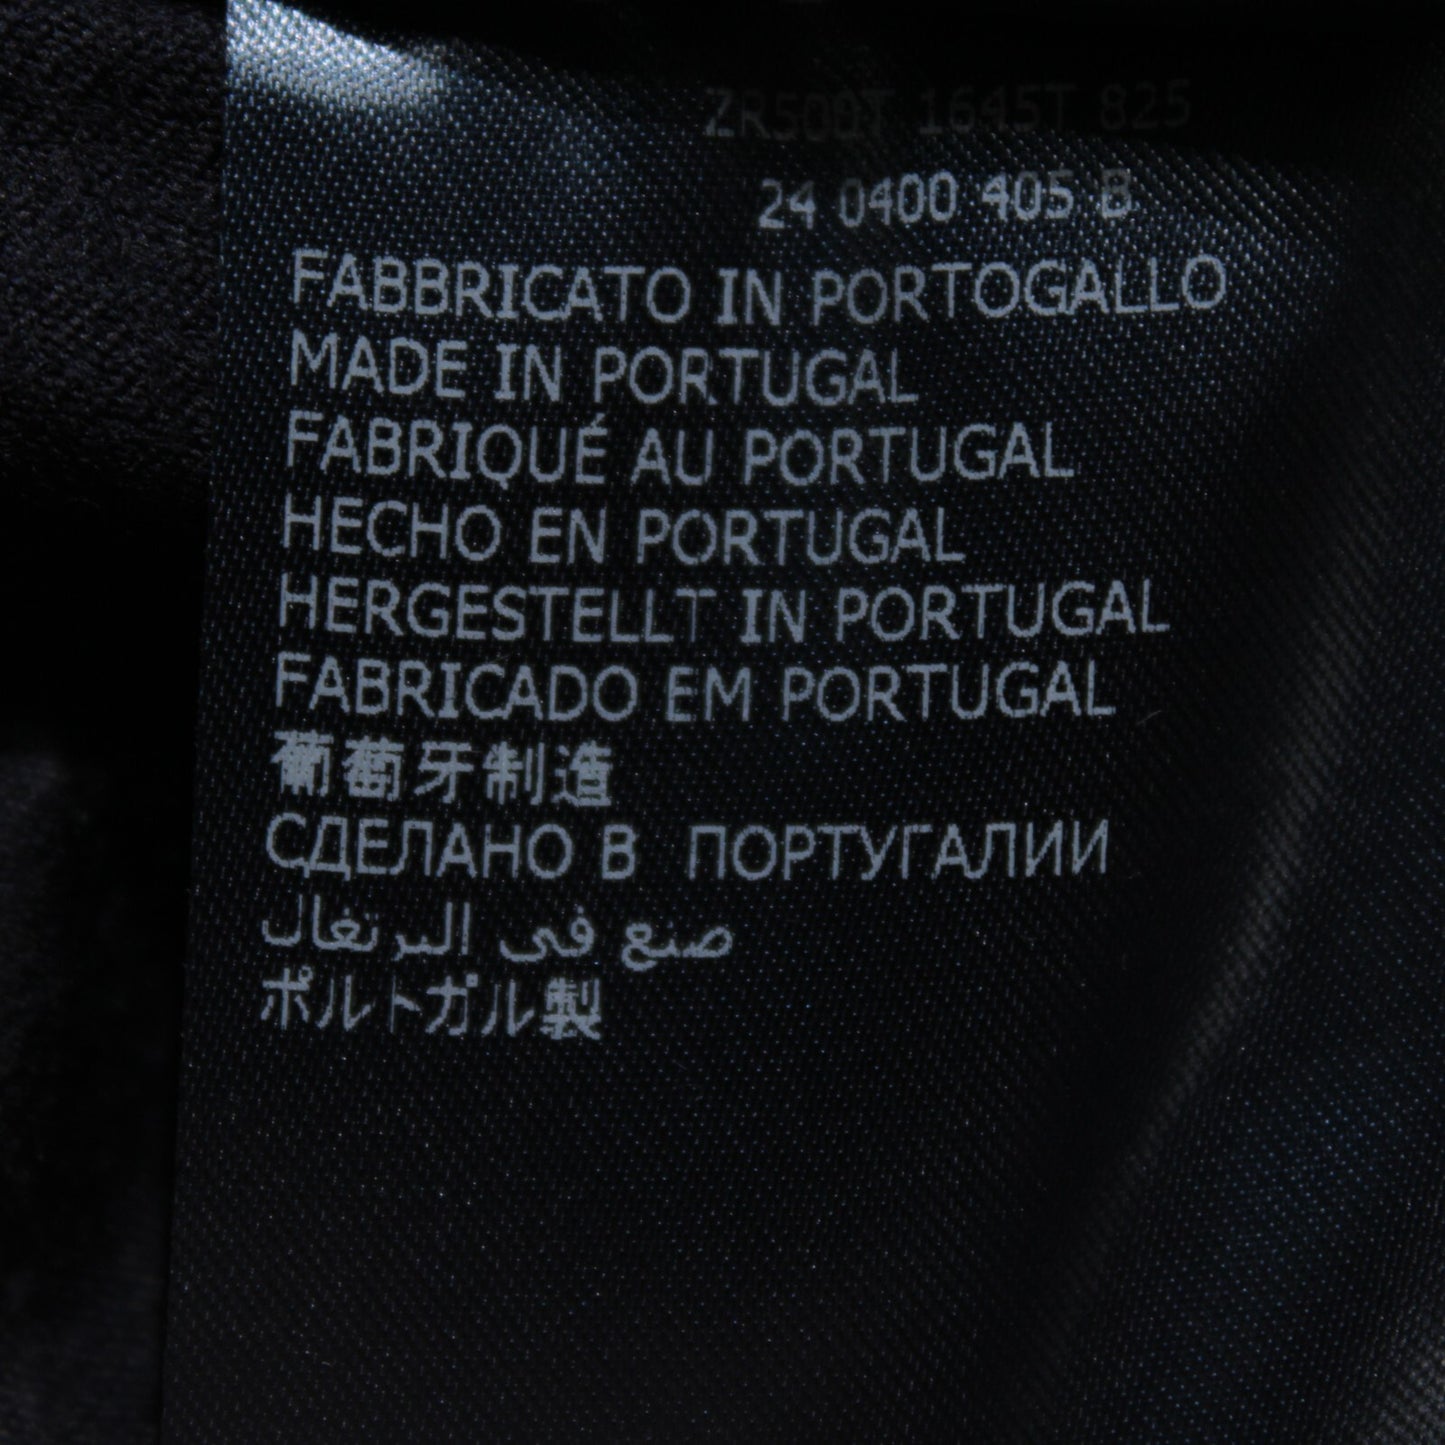 ZR500T 1645T 825
24 0400 405 B
FABBRICATO IN PORTOGALLO
MADE IN PORTUGAL
FABRIQUÉ AU PORTUGAL
HECHO EN PORTUGAL
HERGESTELLT IN PORTUGAL
FABRICADO EM PORTUGAL
葡萄牙制造
СДЕЛАНО В ПОРТУГАЛИИ
صنع فى البرتغال
ポルトガル製